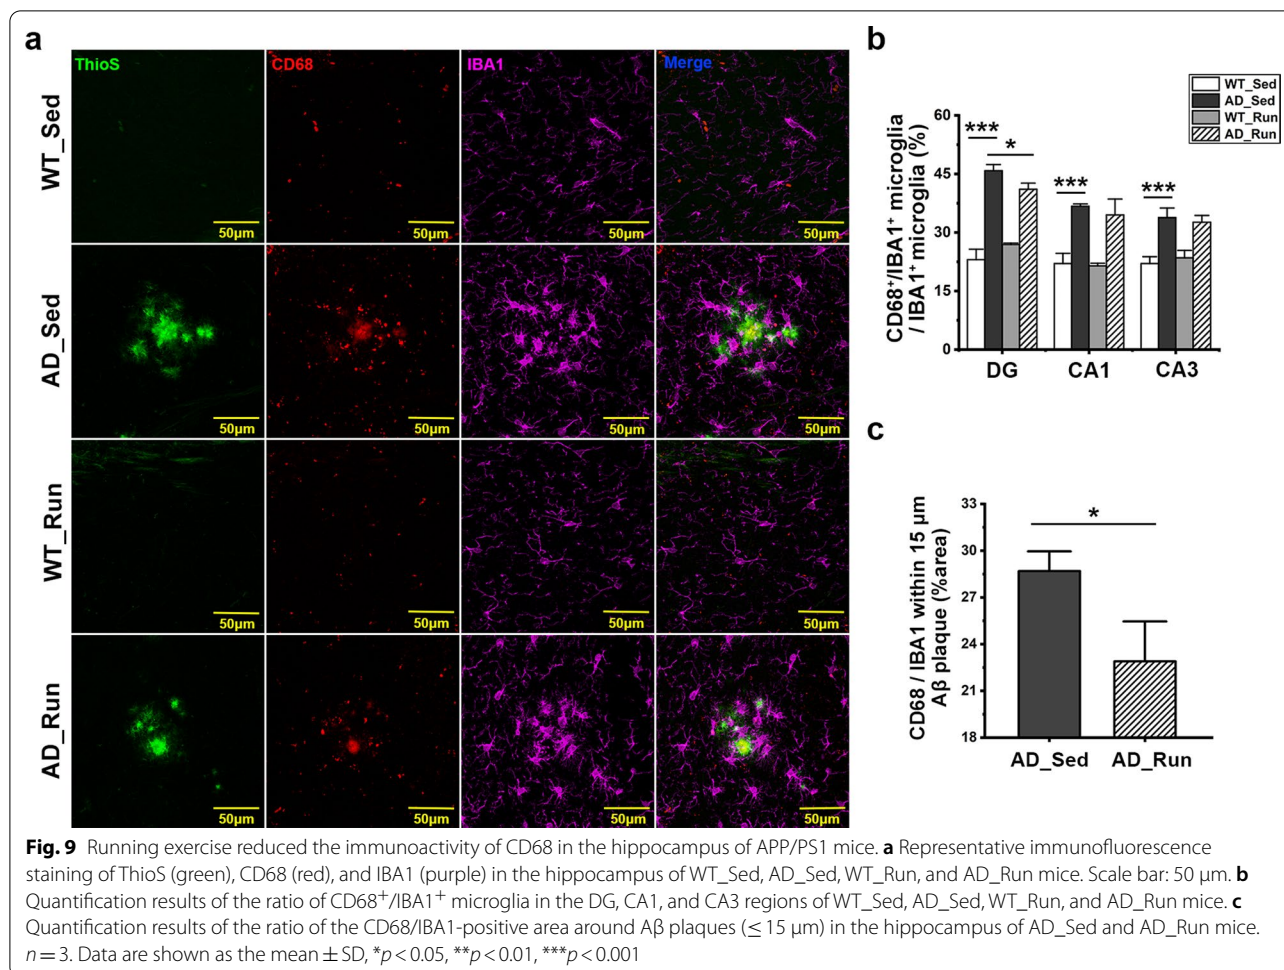 a
ThioS
CD68
IBA1
Merge
WT_Sed
50μm
50μm
50μm
50μm
AD_Sed
50μm
50μm
50μm
50μm
WT_Run
50μm
50μm
50μm
50μm
AD_Run
50μm
50μm
50μm
50μm
b
WT_Sed
AD_Sed
WT_Run
AD_Run
CD68⁺/IBA1⁺ microglia
/ IBA1⁺ microglia (%)
60
45
30
15
0
***
*
***
***
DG
CA1
CA3
c
CD68 / IBA1 within 15 μm
Aβ plaque (%area)
33
30
27
24
21
18
*
AD_Sed
AD_Run
Fig. 9 Running exercise reduced the immunoactivity of CD68 in the hippocampus of APP/PS1 mice. a Representative immunofluorescence
staining of ThioS (green), CD68 (red), and IBA1 (purple) in the hippocampus of WT_Sed, AD_Sed, WT_Run, and AD_Run mice. Scale bar: 50 μm. b
Quantification results of the ratio of CD68⁺/IBA1⁺ microglia in the DG, CA1, and CA3 regions of WT_Sed, AD_Sed, WT_Run, and AD_Run mice. c
Quantification results of the ratio of the CD68/IBA1-positive area around Aβ plaques (≤ 15 μm) in the hippocampus of AD_Sed and AD_Run mice.
n = 3. Data are shown as the mean ± SD, *p < 0.05, **p < 0.01, ***p < 0.001